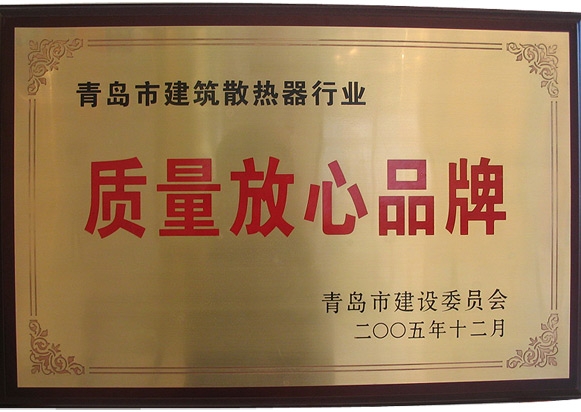 青岛市建筑散热器行业
质量放心品牌
青岛市建设委员会
二〇〇五年十二月